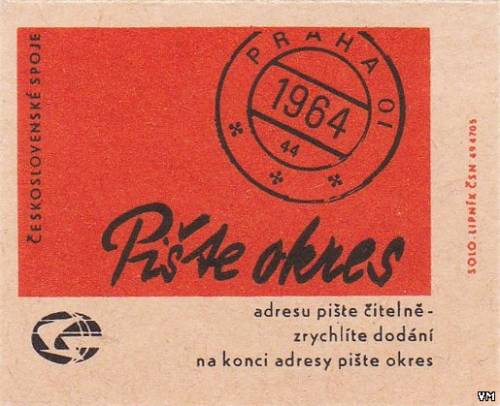 ČESKOSLOVENSKÉ SPOJE
PRAHA 01
1964
44
Pište okres
SOLO LIPNÍK ČSN 494705
adresu pište čitelně-
zrychlíte dodání
na konci adresy pište okres
VM